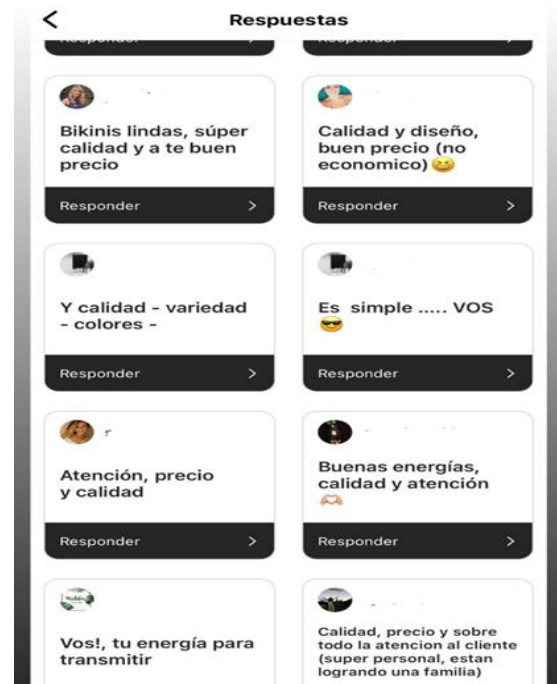 Respuestas
Responder
Responder
Bikinis lindas, súper
calidad y a te buen
precio
Responder
Calidad y diseño,
buen precio (no
economico)😆
Responder
Y calidad - variedad
- colores -
Responder
Es simple ..... VOS
😎
Responder
Atención, precio
y calidad
Responder
Buenas energías,
calidad y atención
🫶🏼
Responder
Vos!, tu energía para
transmitir
Calidad, precio y sobre
todo la atencion al cliente
(super personal, estan
logrando una familia)